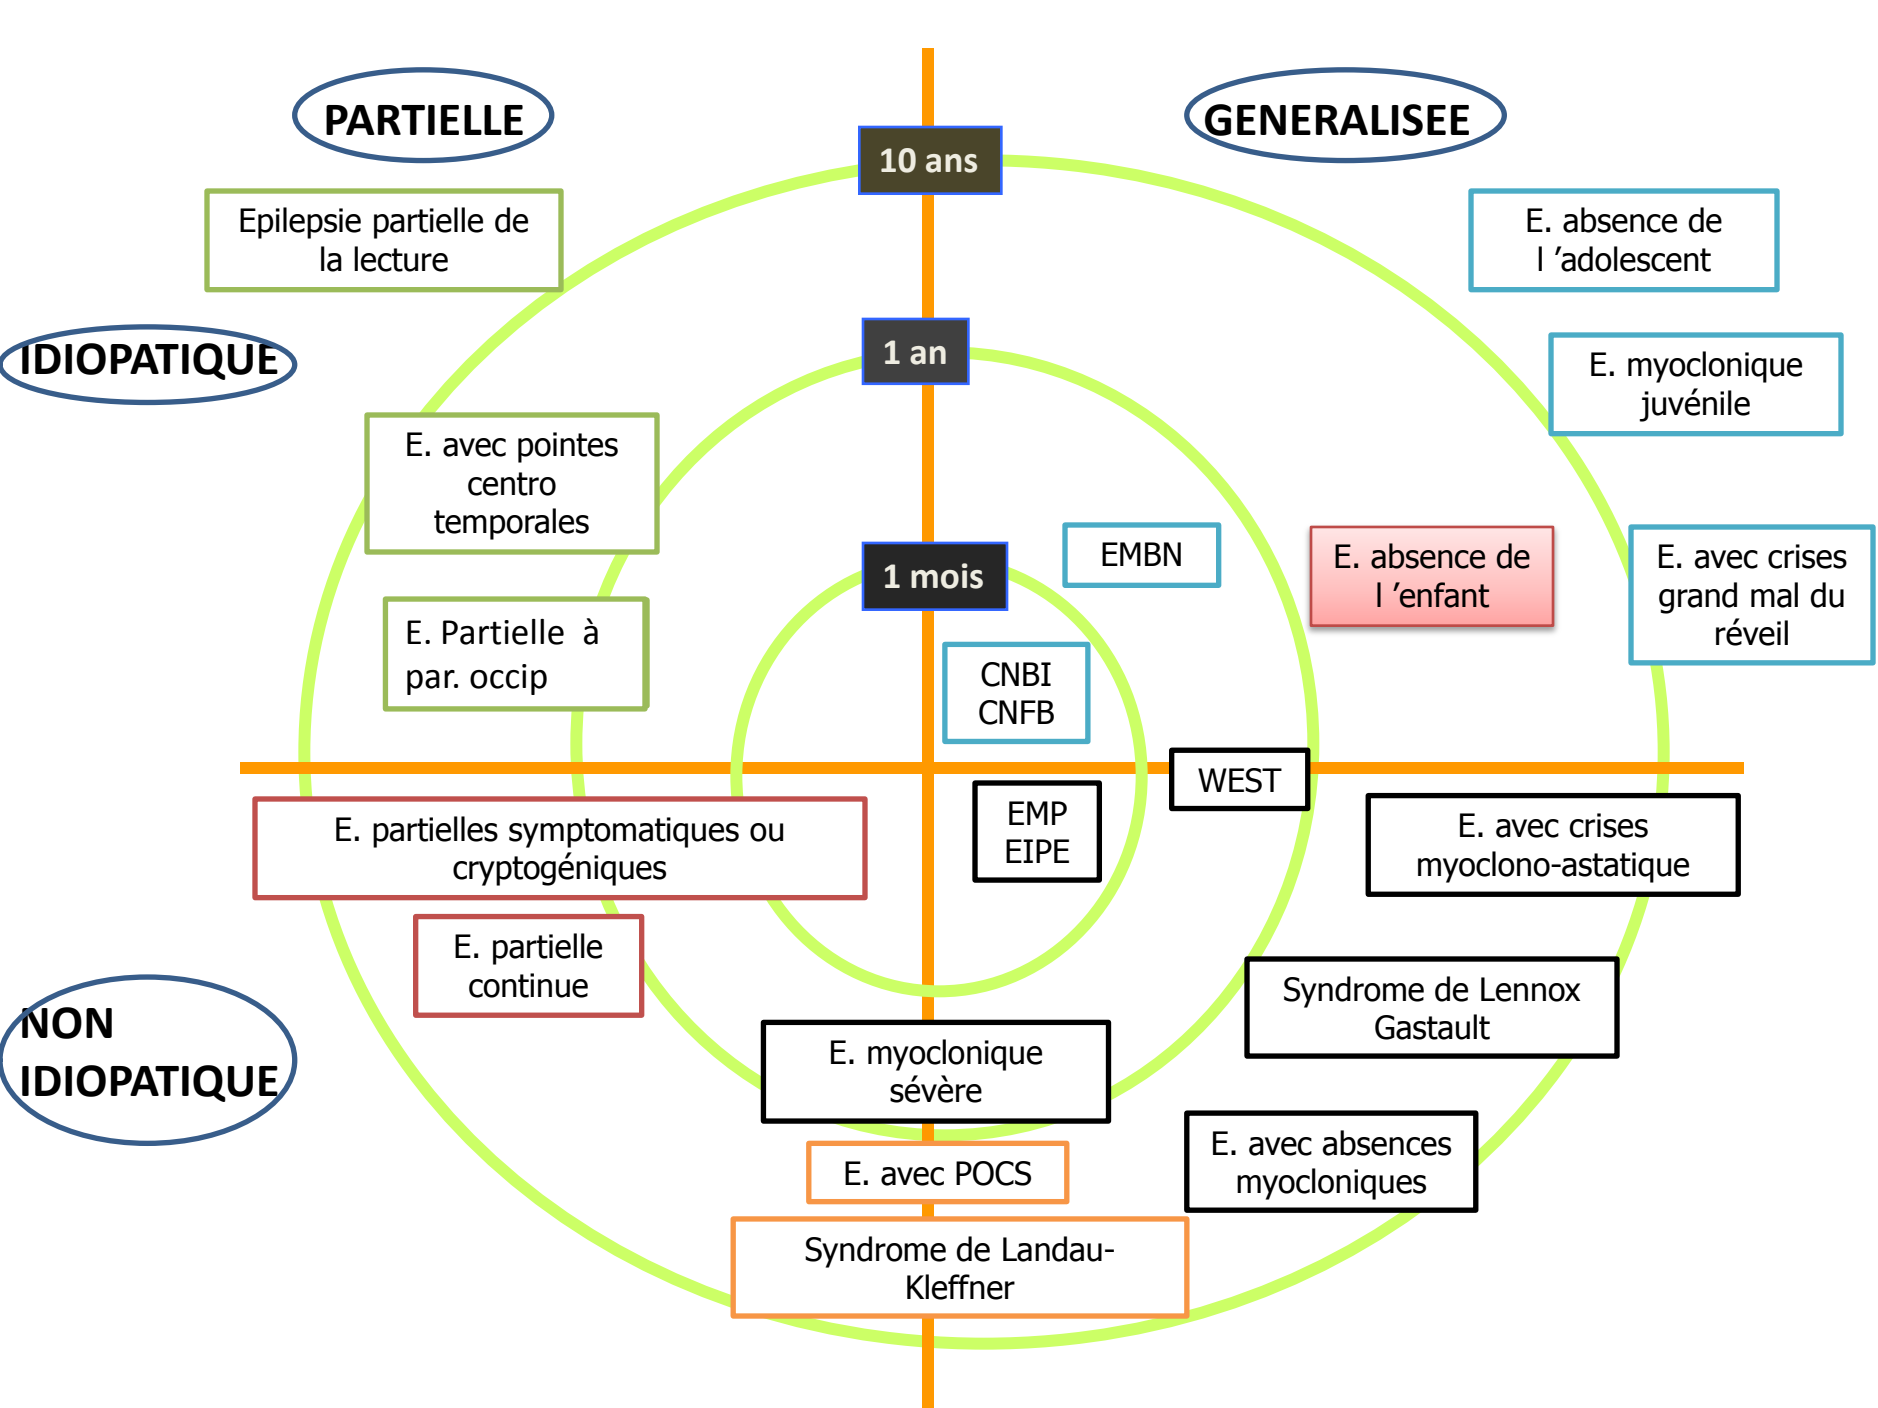 PARTIELLE
GENERALISEE
10 ans
Epilepsie partielle de
la lecture
E. absence de
l ’adolescent
IDIOPATIQUE
1 an
E. myoclonique
juvénile
E. avec pointes
centro
temporales
1 mois
EMBN
E. absence de
l ’enfant
E. avec crises
grand mal du
réveil
E. Partielle à
par. occip
CNBI
CNFB
WEST
E. partielles symptomatiques ou
cryptogéniques
EMP
EIPE
E. avec crises
myoclono-astatique
E. partielle
continue
Syndrome de Lennox
Gastault
NON
IDIOPATIQUE
E. myoclonique
sévère
E. avec POCS
E. avec absences
myocloniques
Syndrome de Landau-
Kleffner